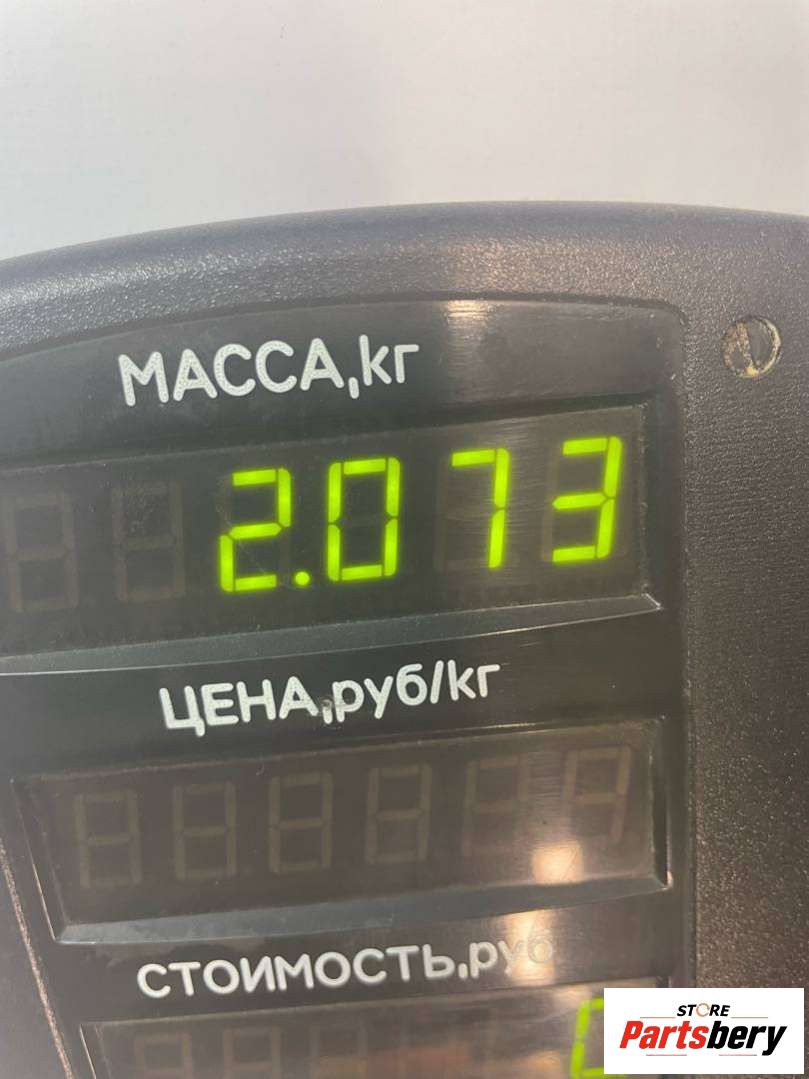 МАССА,кг
2.073
ЦЕНА,руб/кг
СТОИМОСТЬ,руб
STORE
Partsbery